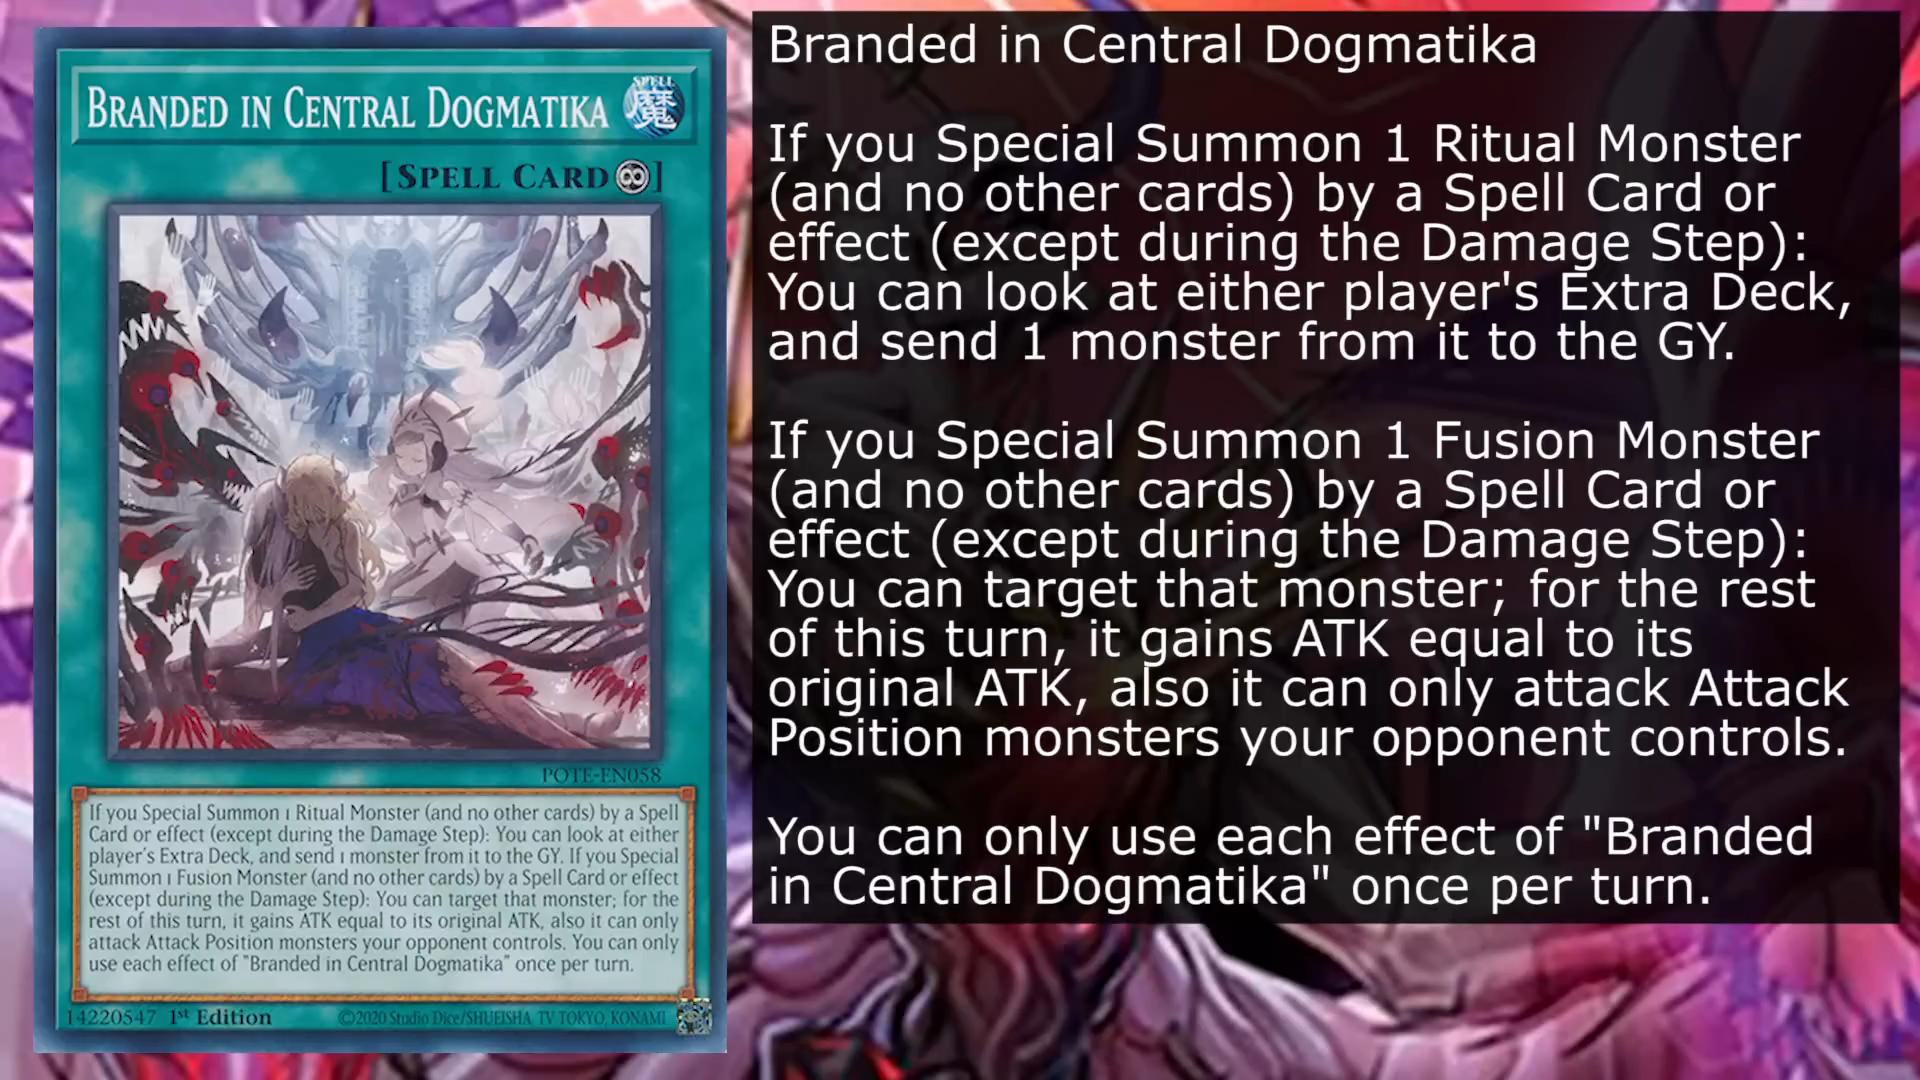 BRANDED IN CENTRAL DOGMATIKA
SPELL
魔
[SPELL CARD]
POTE-EN058
If you Special Summon 1 Ritual Monster (and no other cards) by a Spell
Card or effect (except during the Damage Step): You can look at either
player's Extra Deck, and send 1 monster from it to the GY. If you Special
Summon 1 Fusion Monster (and no other cards) by a Spell Card or effect
(except during the Damage Step): You can target that monster; for the
rest of this turn, it gains ATK equal to its original ATK, also it can only
attack Attack Position monsters your opponent controls. You can only
use each effect of "Branded in Central Dogmatika" once per turn.
14220547 1st Edition
©2020 Studio Dice/SHUEISHA, TV TOKYO, KONAMI
Branded in Central Dogmatika
If you Special Summon 1 Ritual Monster
(and no other cards) by a Spell Card or
effect (except during the Damage Step):
You can look at either player's Extra Deck,
and send 1 monster from it to the GY.
If you Special Summon 1 Fusion Monster
(and no other cards) by a Spell Card or
effect (except during the Damage Step):
You can target that monster; for the rest
of this turn, it gains ATK equal to its
original ATK, also it can only attack Attack
Position monsters your opponent controls.
You can only use each effect of "Branded
in Central Dogmatika" once per turn.